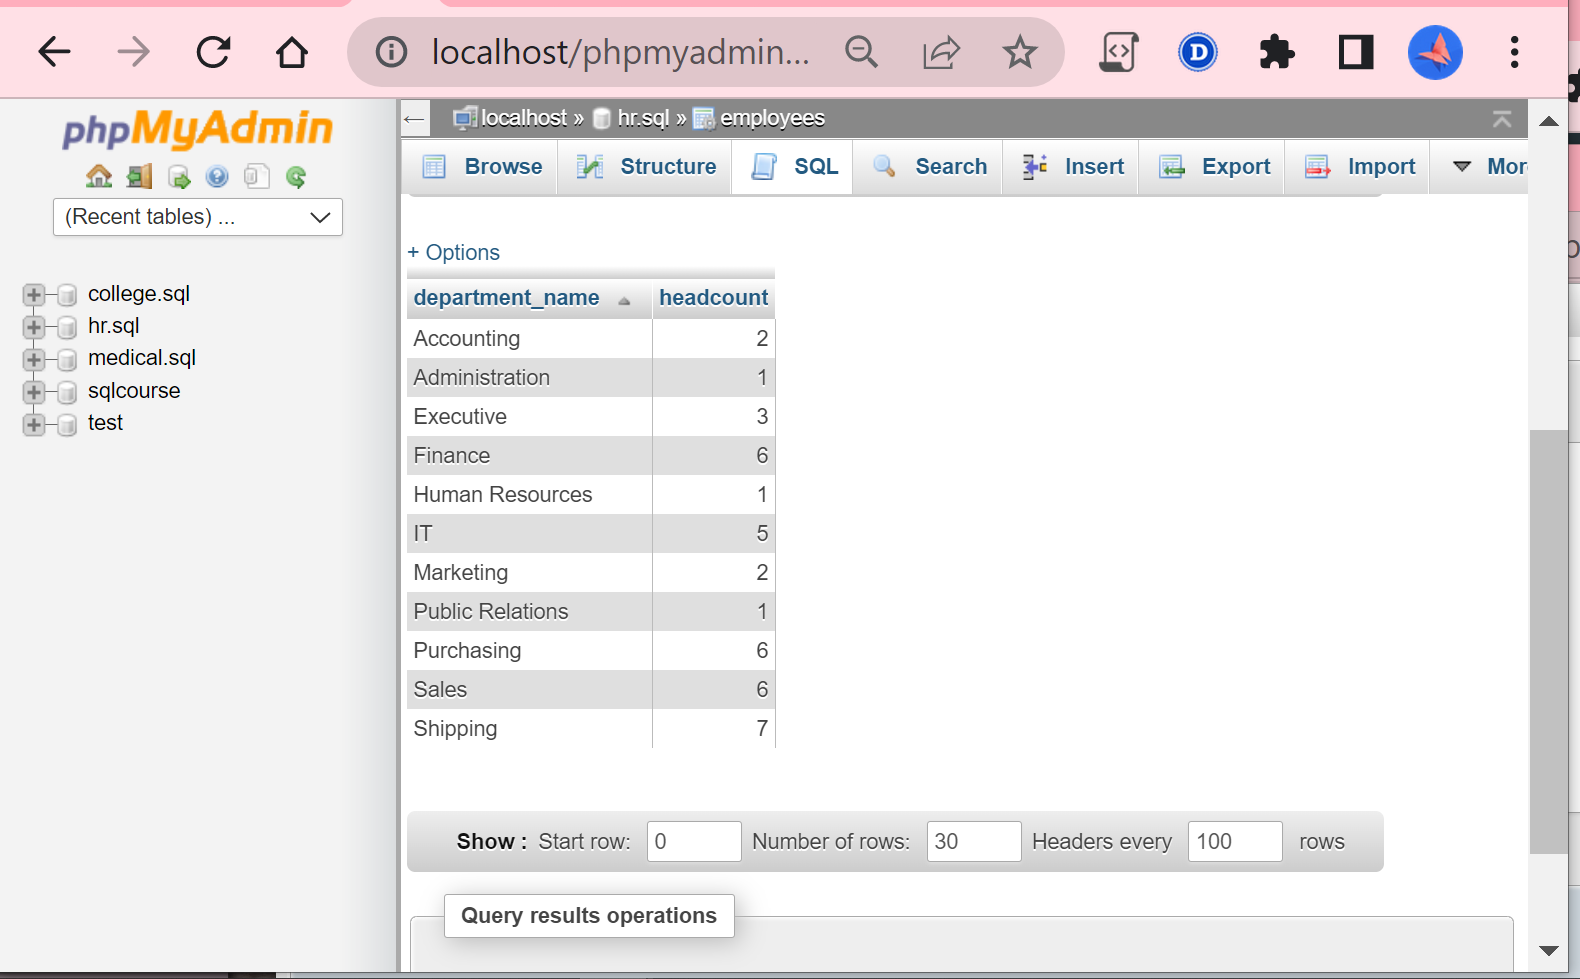 localhost/phpmyadmin...
D
phpMyAdmin
(Recent tables) ...
college.sql
hr.sql
medical.sql
sqlcourse
test
localhost » hr.sql » employees
Browse Structure SQL Search Insert Export Import
+ Options
department_name headcount
Accounting 2
Administration 1
Executive 3
Finance 6
Human Resources 1
IT 5
Marketing 2
Public Relations 1
Purchasing 6
Sales 6
Shipping 7
Show : Start row: 0 Number of rows: 30 Headers every 100 rows
Query results operations